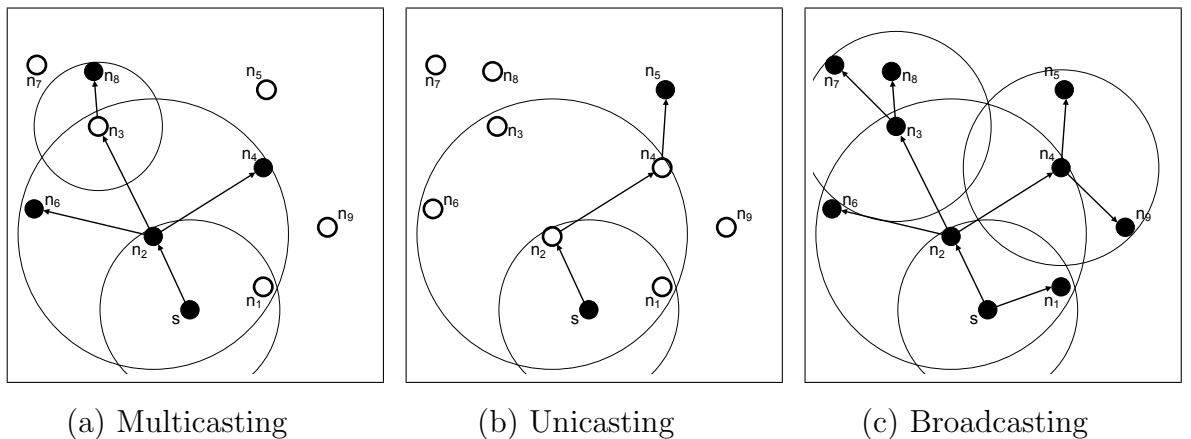 n7
n8
n5
n3
n4
n6
n9
n2
n1
s
(a) Multicasting
n7
n8
n5
n3
n4
n6
n9
n2
n1
s
(b) Unicasting
n7
n8
n5
n3
n4
n6
n9
n2
n1
s
(c) Broadcasting